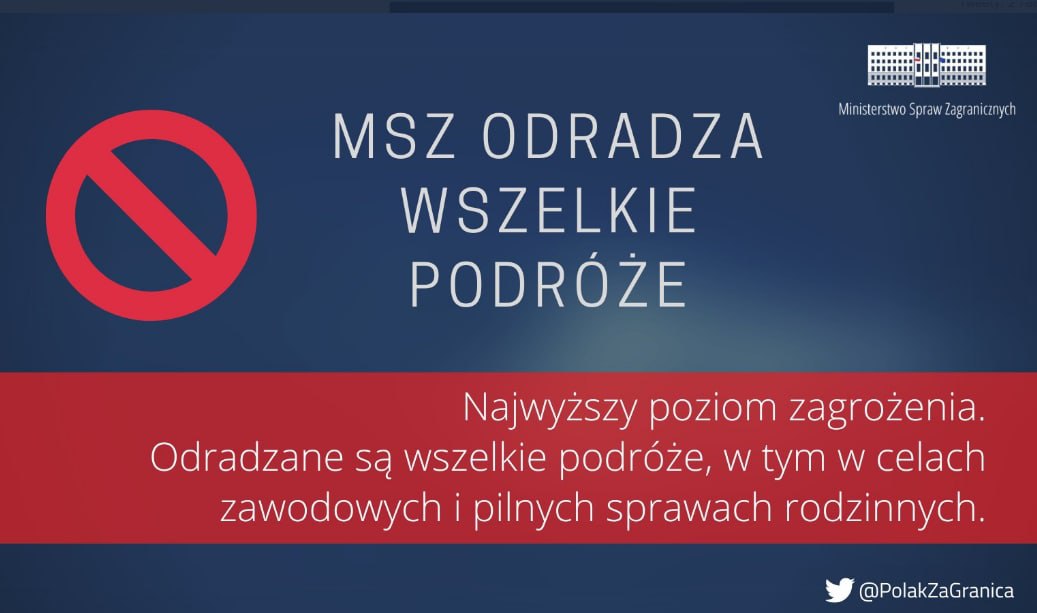 Ministerstwo Spraw Zagranicznych
MSZ ODRADZA
WSZELKIE
PODRÓŻE
Najwyższy poziom zagrożenia.
Odradzane są wszelkie podróże, w tym w celach
zawodowych i pilnych sprawach rodzinnych.
@PolakZaGranica